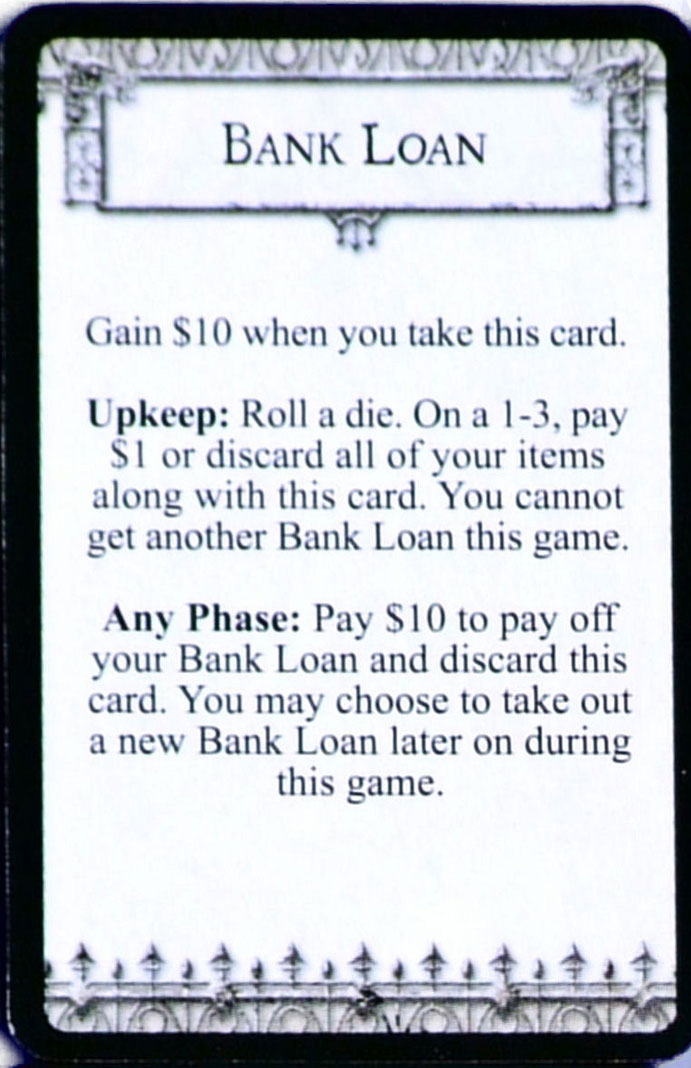 BANK LOAN
Gain $10 when you take this card.
Upkeep: Roll a die. On a 1-3, pay
$1 or discard all of your items
along with this card. You cannot
get another Bank Loan this game.
Any Phase: Pay $10 to pay off
your Bank Loan and discard this
card. You may choose to take out
a new Bank Loan later on during
this game.